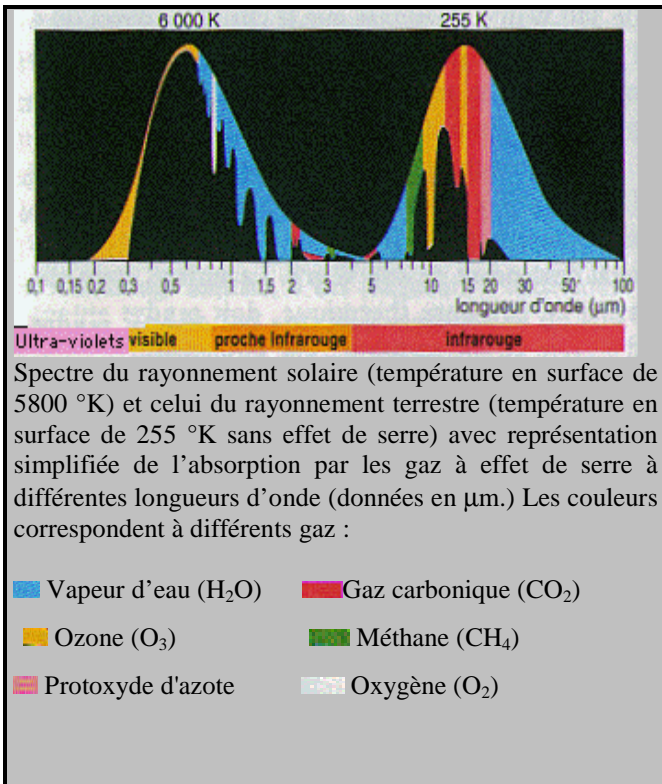 6 000 K 255 K
0,1 0,15 0,2 0,3 0,5 1 1,5 2 3 5 10 15 20 30 50 100
longueur d'onde (µm)
Ultra-violets visible proche Infrarouge Infrarouge
Spectre du rayonnement solaire (température en surface de
5800 °K) et celui du rayonnement terrestre (température en
surface de 255 °K sans effet de serre) avec représentation
simplifiée de l’absorption par les gaz à effet de serre à
différentes longueurs d’onde (données en µm.) Les couleurs
correspondent à différents gaz :
Vapeur d’eau (H₂O) Gaz carbonique (CO₂)
Ozone (O₃) Méthane (CH₄)
Protoxyde d'azote Oxygène (O₂)